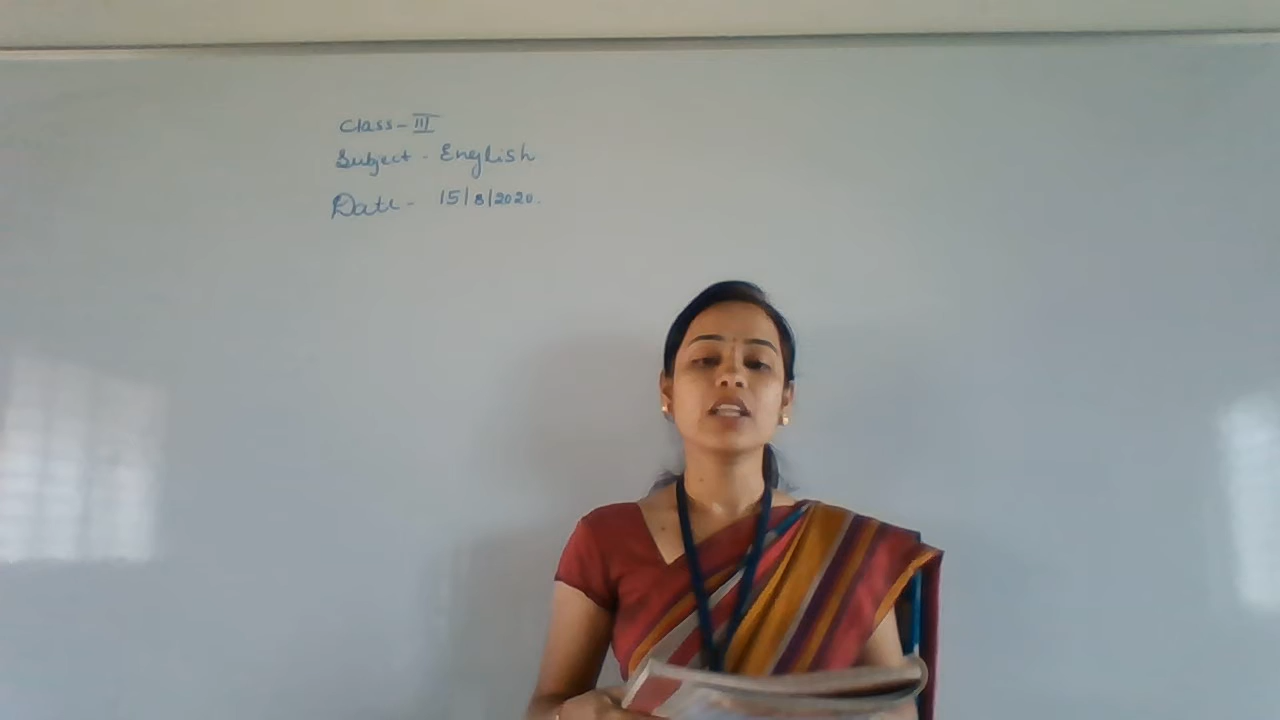 Class - III
Subject - English
Date - 15/8/2020.